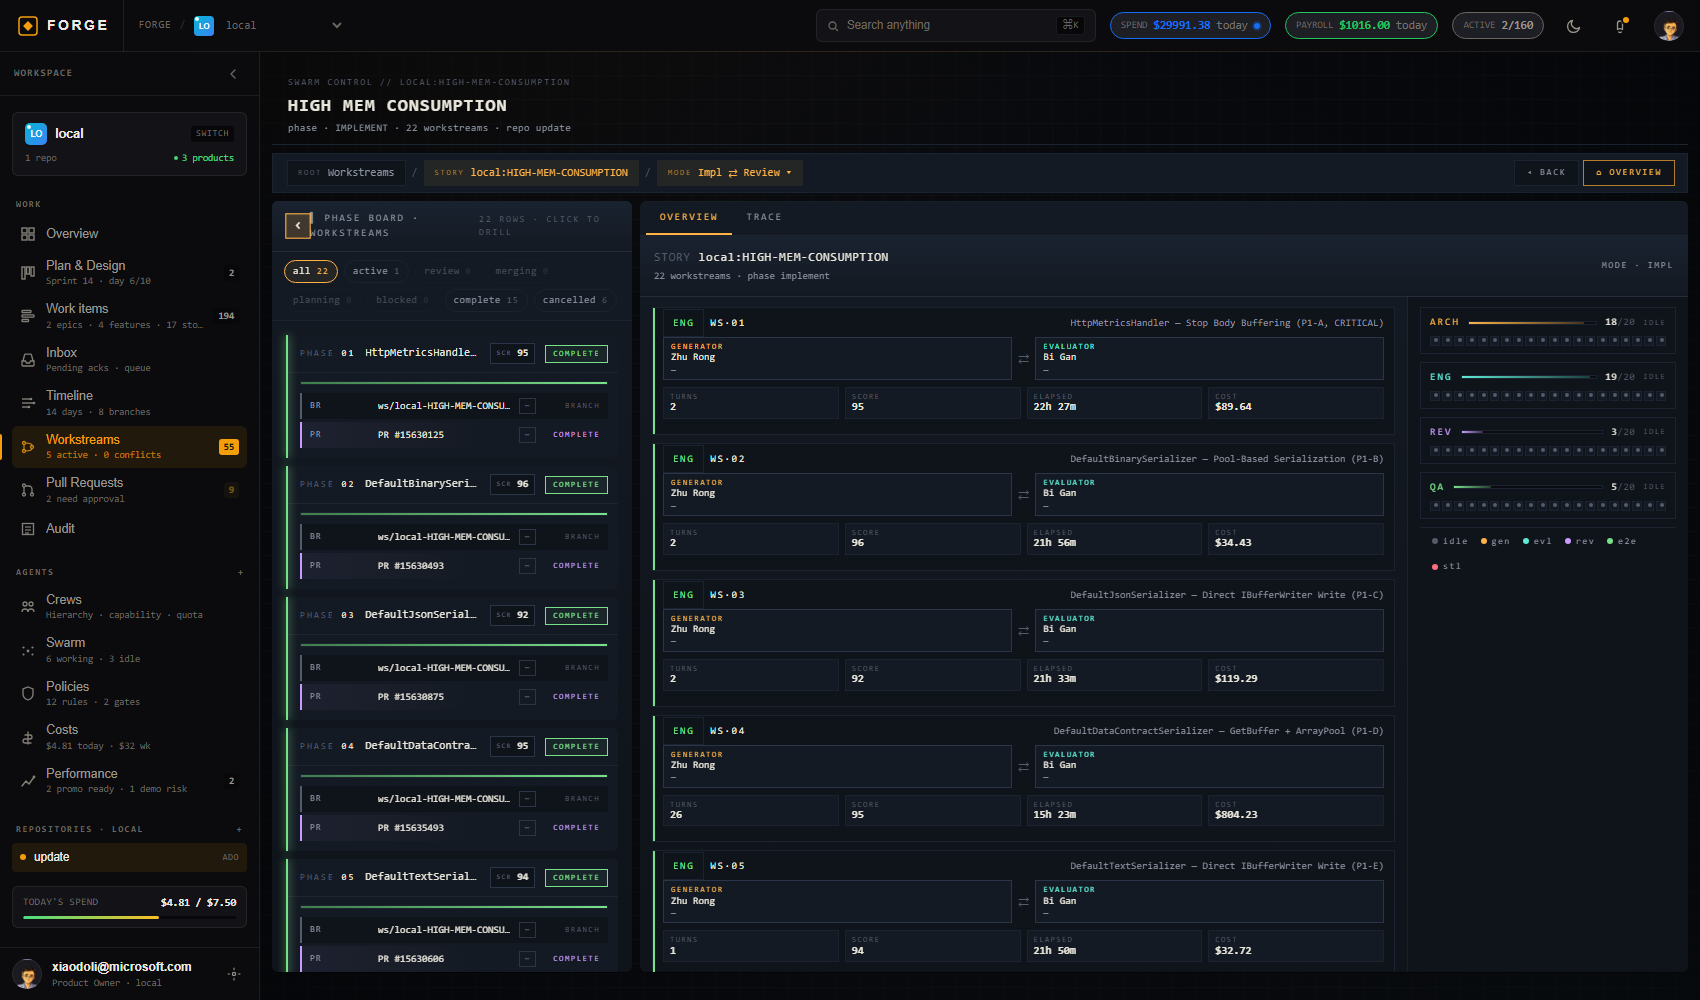 FORGE
FORGE / LO local
Search anything ⌘K
SPEND $29991.38 today
PAYROLL $1016.00 today
ACTIVE 2/160
WORKSPACE
LO local SWITCH
1 repo 3 products
WORK
Overview
Plan & Design
Sprint 14 · day 6/10
2
Work items
2 epics · 4 features · 17 sto…
194
Inbox
Pending acks · queue
Timeline
14 days · 8 branches
Workstreams
5 active · 0 conflicts
55
Pull Requests
2 need approval
9
Audit
AGENTS +
Crews
Hierarchy · capability · quota
Swarm
6 working · 3 idle
Policies
12 rules · 2 gates
Costs
$4.81 today · $32 wk
Performance
2 promo ready · 1 demo risk
2
REPOSITORIES · LOCAL +
update ADO
TODAY'S SPEND $4.81 / $7.50
xiaodoli@microsoft.com
Product Owner · local
SWARM CONTROL // LOCAL:HIGH-MEM-CONSUMPTION
HIGH MEM CONSUMPTION
phase · IMPLEMENT · 22 workstreams · repo update
ROOT Workstreams / STORY local:HIGH-MEM-CONSUMPTION / MODE Impl ⇄ Review ▾
◂ BACK
⌂ OVERVIEW
PHASE BOARD · WORKSTREAMS
22 ROWS · CLICK TO DRILL
all 22
active 1
review 0
merging 0
planning 0
blocked 0
complete 15
cancelled 6
PHASE 01 HttpMetricsHandle… SCR 95 COMPLETE
BR ws/local-HIGH-MEM-CONSU… — BRANCH
PR PR #15630125 — COMPLETE
PHASE 02 DefaultBinarySeri… SCR 96 COMPLETE
BR ws/local-HIGH-MEM-CONSU… — BRANCH
PR PR #15630493 — COMPLETE
PHASE 03 DefaultJsonSerial… SCR 92 COMPLETE
BR ws/local-HIGH-MEM-CONSU… — BRANCH
PR PR #15630875 — COMPLETE
PHASE 04 DefaultDataContra… SCR 95 COMPLETE
BR ws/local-HIGH-MEM-CONSU… — BRANCH
PR PR #15635493 — COMPLETE
PHASE 05 DefaultTextSerial… SCR 94 COMPLETE
BR ws/local-HIGH-MEM-CONSU… — BRANCH
PR PR #15630606 — COMPLETE
OVERVIEW TRACE
STORY local:HIGH-MEM-CONSUMPTION
22 workstreams · phase implement
MODE · IMPL
ENG WS·01 HttpMetricsHandler — Stop Body Buffering (P1-A, CRITICAL)
GENERATOR
Zhu Rong
—
⇄
EVALUATOR
Bi Gan
—
TURNS
2
SCORE
95
ELAPSED
22h 27m
COST
$89.64
ENG WS·02 DefaultBinarySerializer — Pool-Based Serialization (P1-B)
GENERATOR
Zhu Rong
—
⇄
EVALUATOR
Bi Gan
—
TURNS
2
SCORE
96
ELAPSED
21h 56m
COST
$34.43
ENG WS·03 DefaultJsonSerializer — Direct IBufferWriter Write (P1-C)
GENERATOR
Zhu Rong
—
⇄
EVALUATOR
Bi Gan
—
TURNS
2
SCORE
92
ELAPSED
21h 33m
COST
$119.29
ENG WS·04 DefaultDataContractSerializer — GetBuffer + ArrayPool (P1-D)
GENERATOR
Zhu Rong
—
⇄
EVALUATOR
Bi Gan
—
TURNS
26
SCORE
95
ELAPSED
15h 23m
COST
$804.23
ENG WS·05 DefaultTextSerializer — Direct IBufferWriter Write (P1-E)
GENERATOR
Zhu Rong
—
⇄
EVALUATOR
Bi Gan
—
TURNS
1
SCORE
94
ELAPSED
21h 50m
COST
$32.72
ARCH 18/20 IDLE
ENG 19/20 IDLE
REV 3/20 IDLE
QA 5/20 IDLE
idle gen evl rev e2e
stl